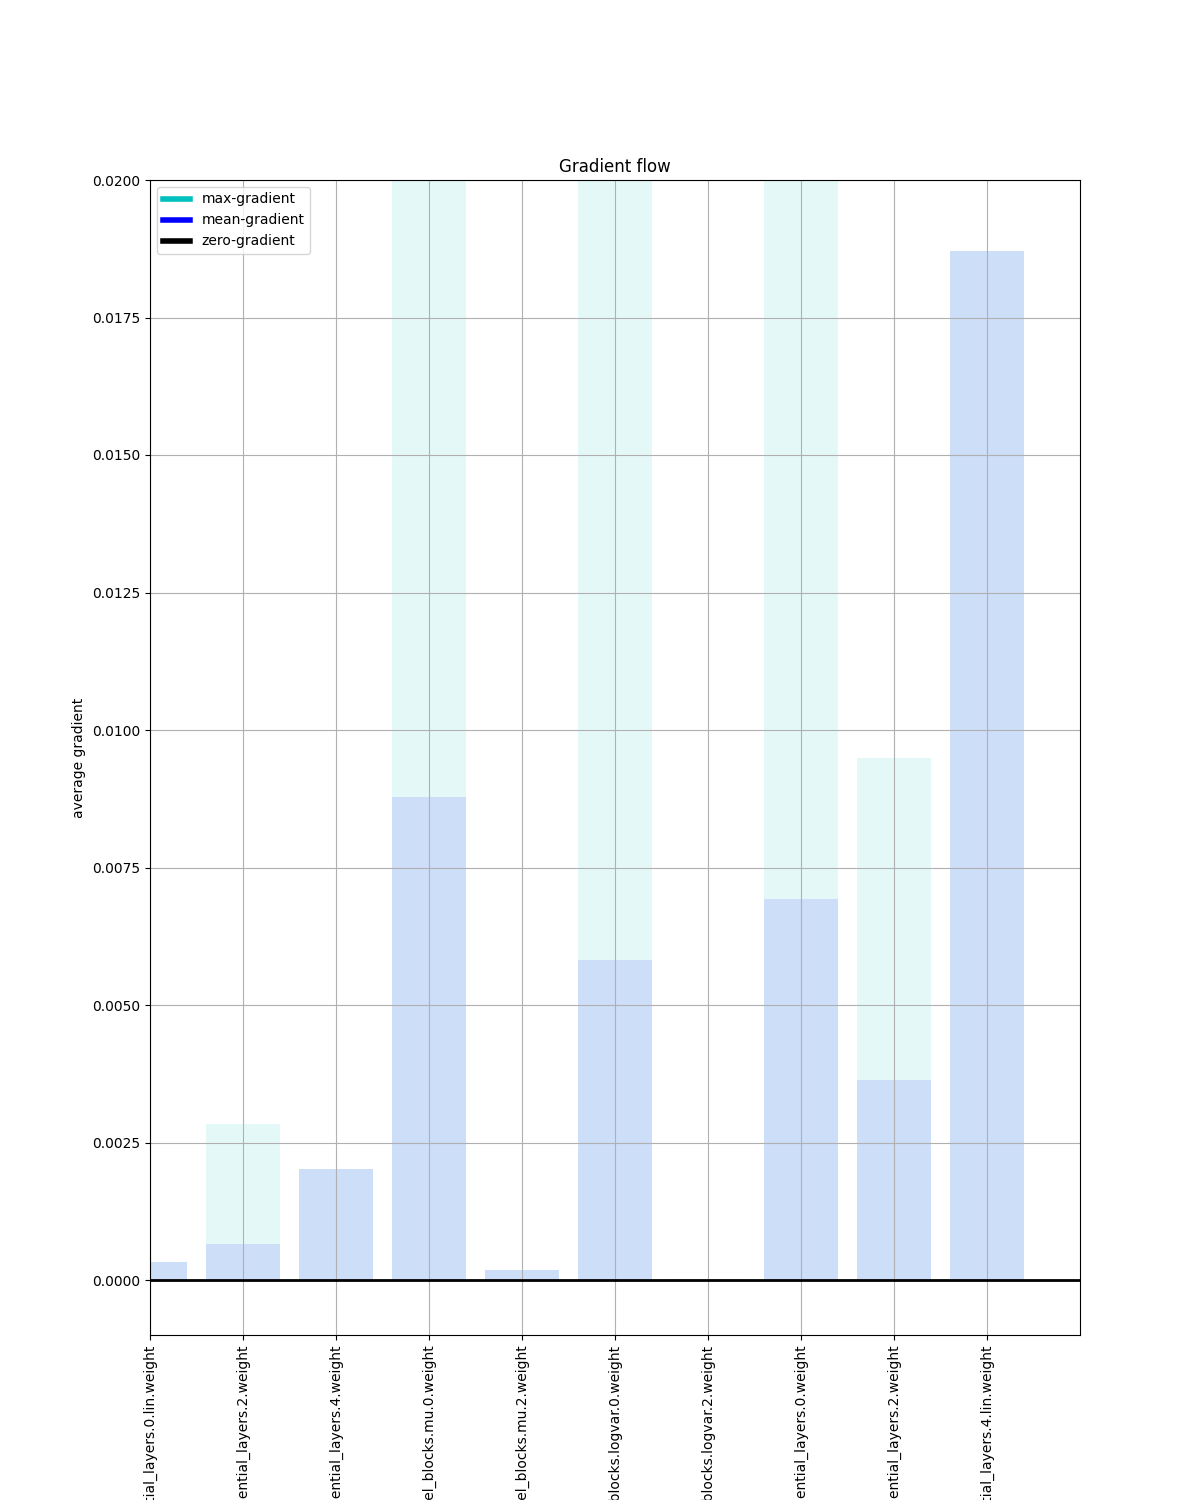 Gradient flow
max-gradient
mean-gradient
zero-gradient
0.0200
0.0175
0.0150
0.0125
0.0100
0.0075
0.0050
0.0025
0.0000
average gradient
tial_layers.0.lin.weight
ential_layers.2.weight
ential_layers.4.weight
el_blocks.mu.0.weight
el_blocks.mu.2.weight
blocks.logvar.0.weight
blocks.logvar.2.weight
ential_layers.0.weight
ential_layers.2.weight
tial_layers.4.lin.weight